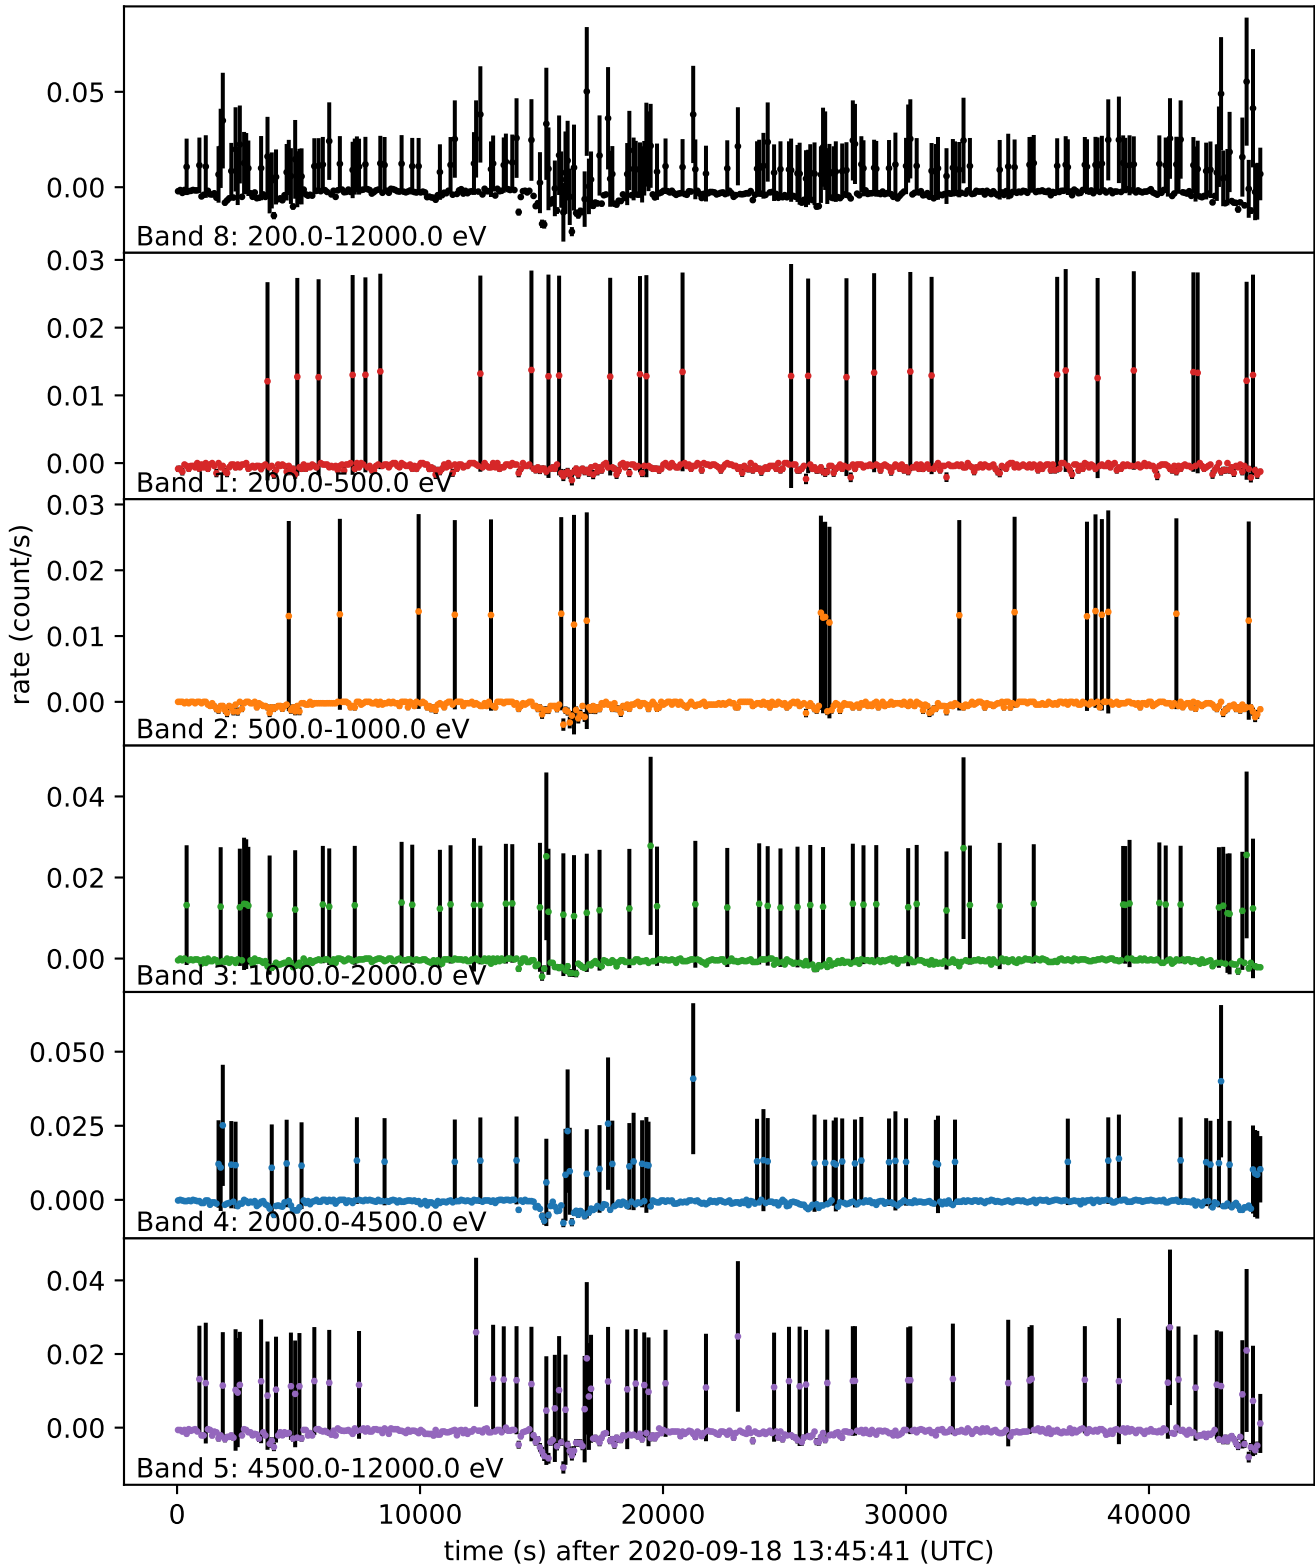 0.05
0.00
Band 8: 200.0-12000.0 eV
0.03
0.02
0.01
0.00
Band 1: 200.0-500.0 eV
0.03
0.02
0.01
0.00
Band 2: 500.0-1000.0 eV
rate (count/s)
0.04
0.02
0.00
Band 3: 1000.0-2000.0 eV
0.050
0.025
0.000
Band 4: 2000.0-4500.0 eV
0.04
0.02
0.00
Band 5: 4500.0-12000.0 eV
0 10000 20000 30000 40000
time (s) after 2020-09-18 13:45:41 (UTC)